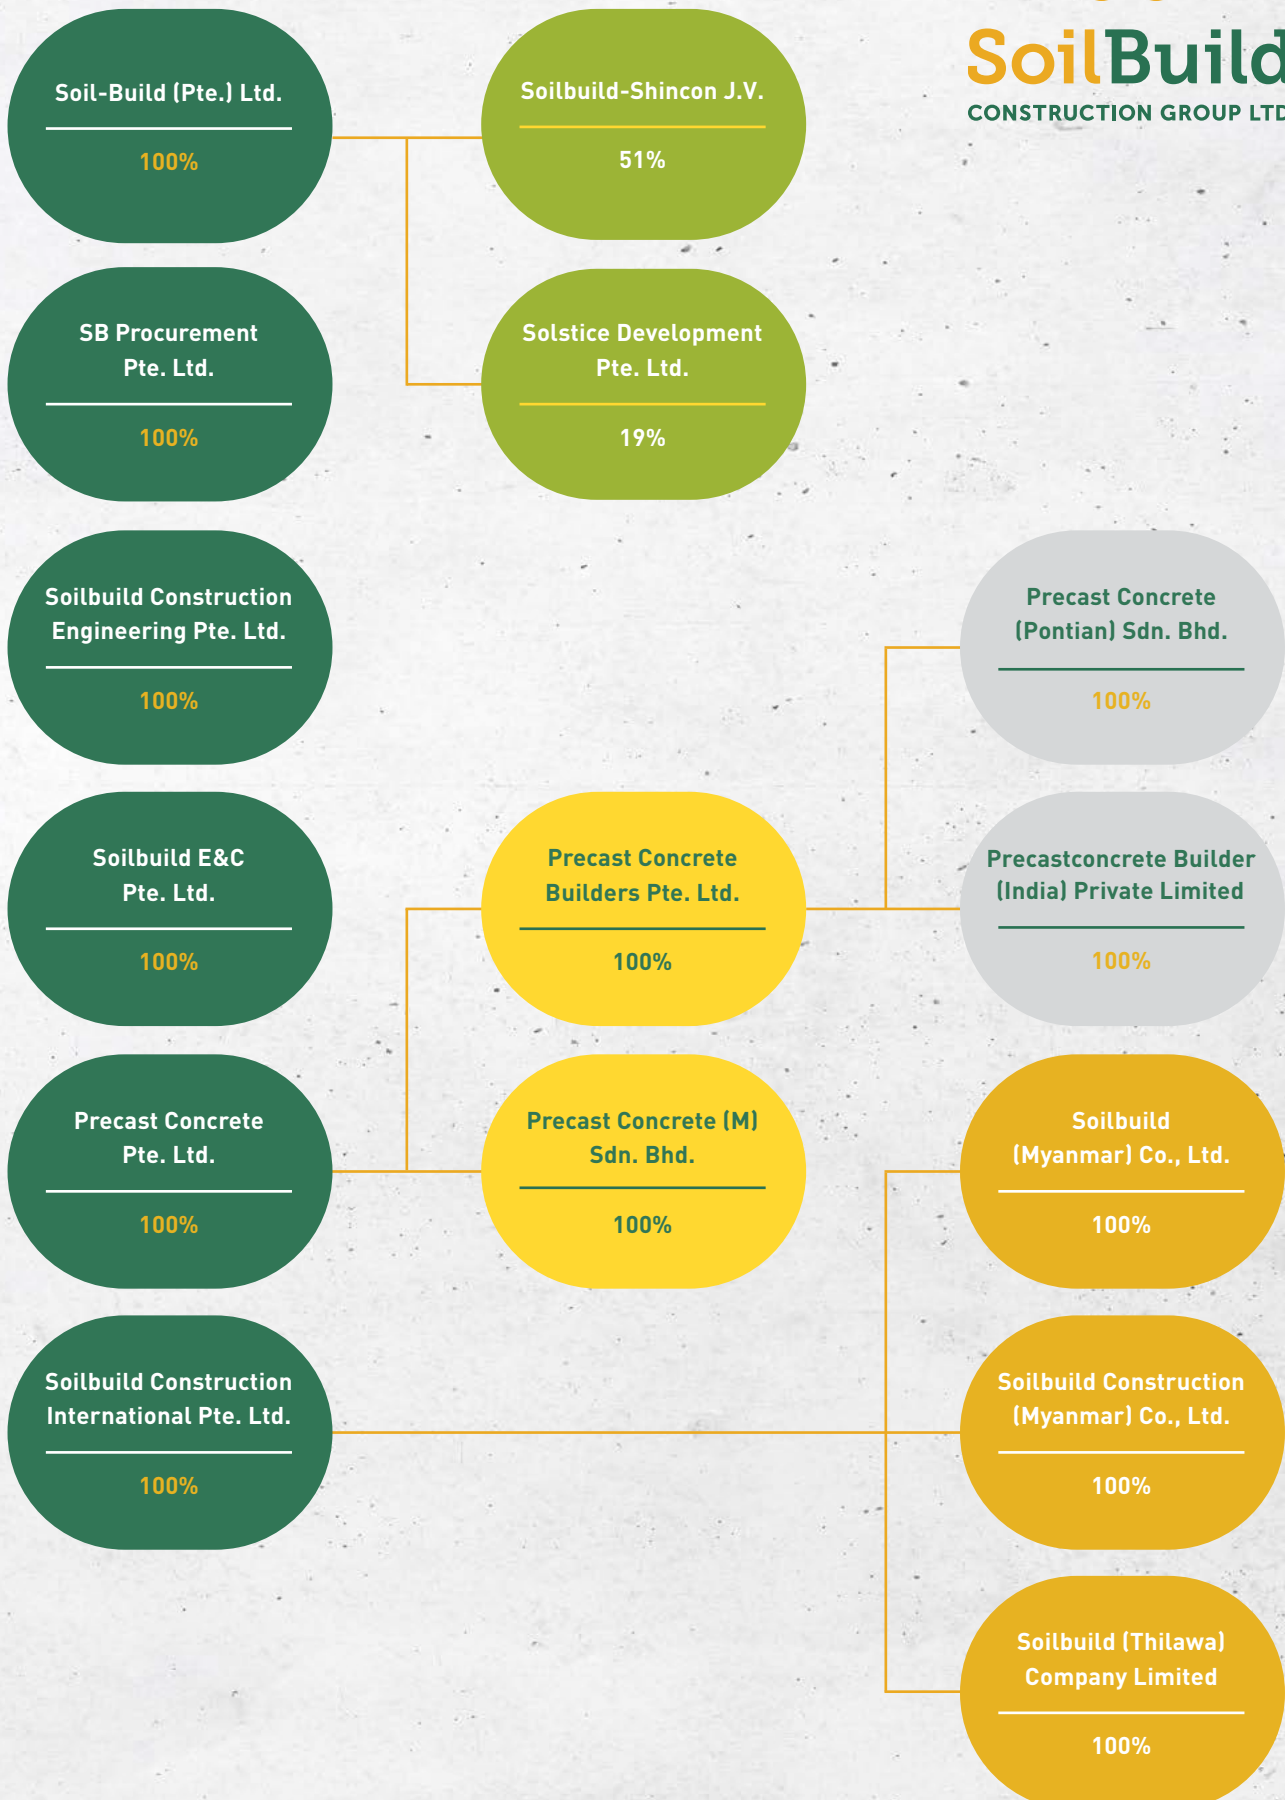 SoilBuild
CONSTRUCTION GROUP LTD
Soil-Build (Pte.) Ltd.
100%
Soilbuild-Shincon J.V.
51%
SB Procurement
Pte. Ltd.
100%
Solstice Development
Pte. Ltd.
19%
Soilbuild Construction
Engineering Pte. Ltd.
100%
Precast Concrete
(Pontian) Sdn. Bhd.
100%
Soilbuild E&C
Pte. Ltd.
100%
Precast Concrete
Builders Pte. Ltd.
100%
Precastconcrete Builder
(India) Private Limited
100%
Precast Concrete
Pte. Ltd.
100%
Precast Concrete (M)
Sdn. Bhd.
100%
Soilbuild
(Myanmar) Co., Ltd.
100%
Soilbuild Construction
International Pte. Ltd.
100%
Soilbuild Construction
(Myanmar) Co., Ltd.
100%
Soilbuild (Thilawa)
Company Limited
100%